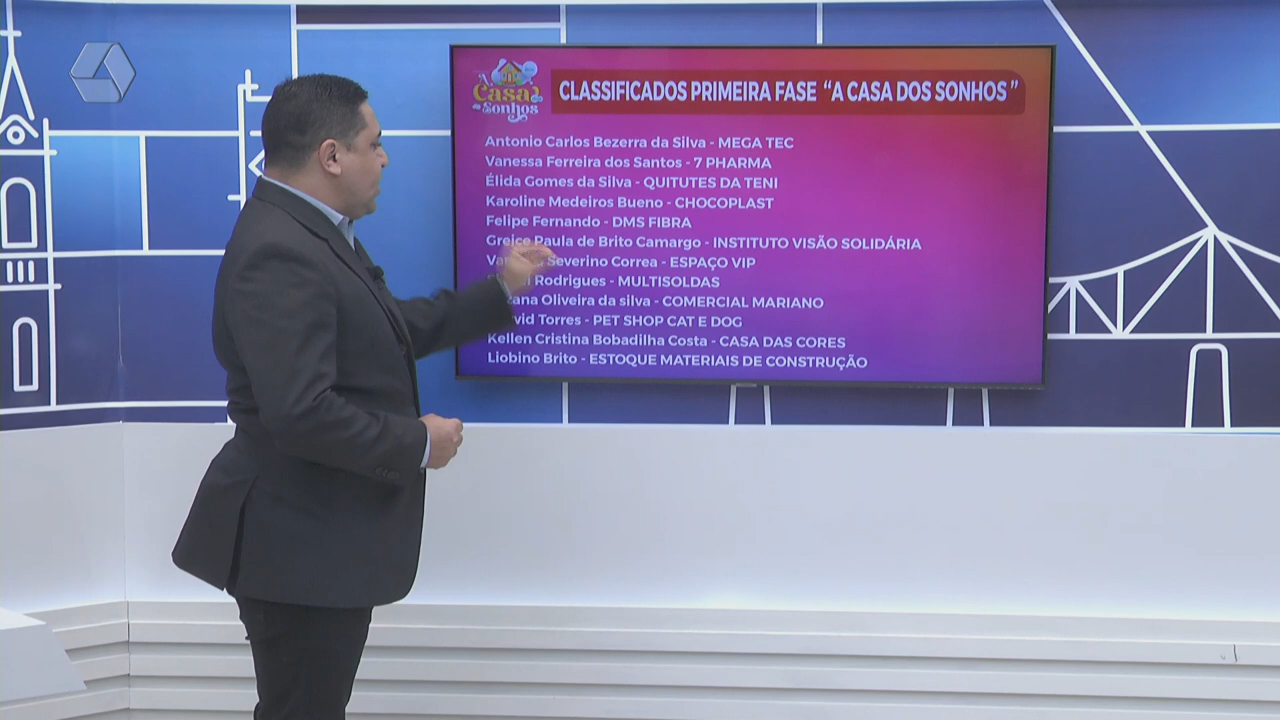 Casa dos Sonhos
CLASSIFICADOS PRIMEIRA FASE “A CASA DOS SONHOS”
Antonio Carlos Bezerra da Silva - MEGA TEC
Vanessa Ferreira dos Santos - 7 PHARMA
Élida Gomes da Silva - QUITUTES DA TENI
Karoline Medeiros Bueno - CHOCOPLAST
Felipe Fernando - DMS FIBRA
Greice Paula de Brito Camargo - INSTITUTO VISÃO SOLIDÁRIA
Severino Correa - ESPAÇO VIP
Rodrigues - MULTISOLDAS
Oliveira da silva - COMERCIAL MARIANO
Torres - PET SHOP CAT E DOG
Kellen Cristina Bobadilha Costa - CASA DAS CORES
Liobino Brito - ESTOQUE MATERIAIS DE CONSTRUÇÃO